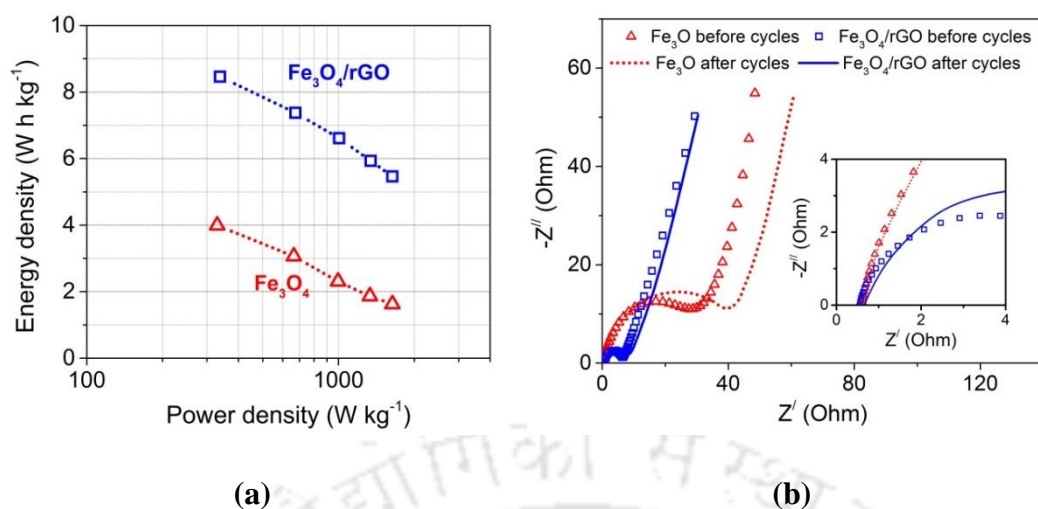 10
8
6
4
2
0
Energy density (W h kg⁻¹)
Fe₃O₄/rGO
Fe₃O₄
100
1000
Power density (W kg⁻¹)
(a)
60
40
20
0
-Z// (Ohm)
Fe₃O before cycles
Fe₃O₄/rGO before cycles
Fe₃O after cycles
Fe₃O₄/rGO after cycles
4
2
0
-Z// (Ohm)
0
2
4
Z/ (Ohm)
0
40
80
120
Z/ (Ohm)
(b)